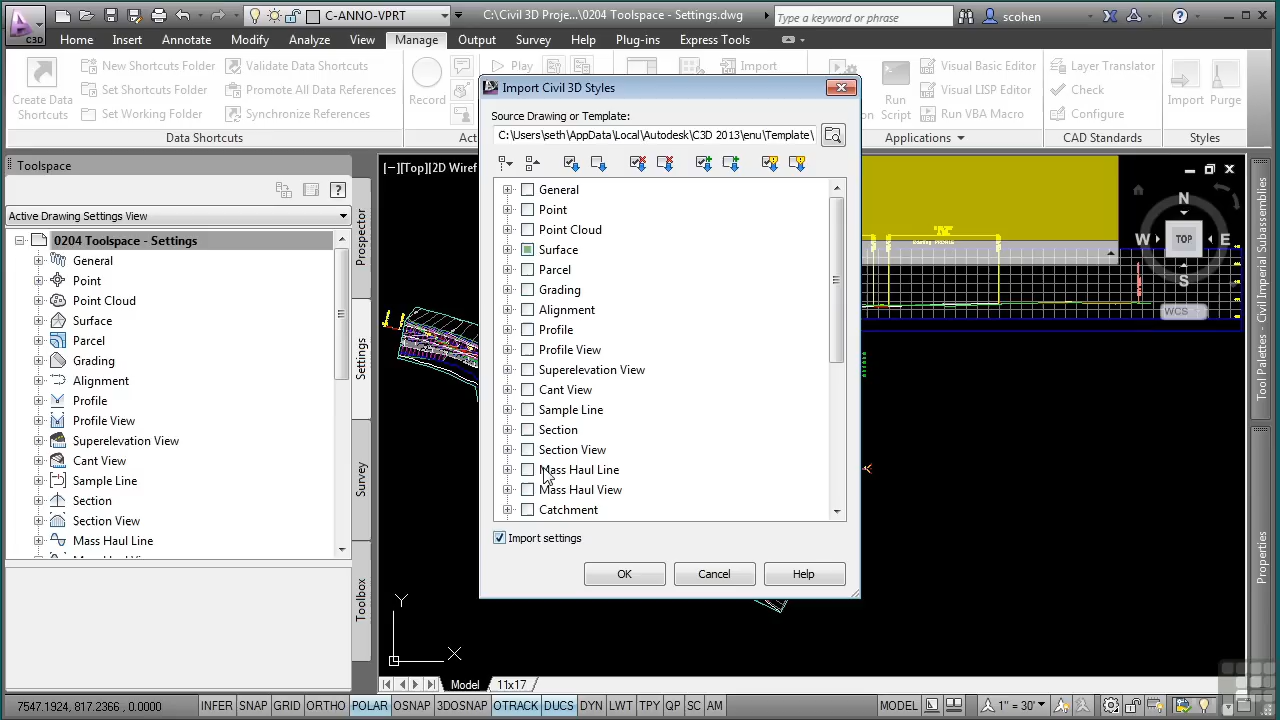 C-ANNO-VPRT
C:\Civil 3D Proje...\0204 Toolspace - Settings.dwg
Type a keyword or phrase
scohen
C3D
Home Insert Annotate Modify Analyze View Manage Output Survey Help Plug-ins Express Tools
Create Data Shortcuts
New Shortcuts Folder
Set Shortcuts Folder
Set Working Folder
Validate Data Shortcuts
Promote All Data References
Synchronize References
Record
Play
Import
Run Script
Visual Basic Editor
Visual LISP Editor
Run VBA Macro
Layer Translator
Check
Configure
Import Purge
Data Shortcuts
Applications
CAD Standards
Styles
Toolspace
Active Drawing Settings View
0204 Toolspace - Settings
General
Point
Point Cloud
Surface
Parcel
Grading
Alignment
Profile
Profile View
Superelevation View
Cant View
Sample Line
Section
Section View
Mass Haul Line
Prospector
Settings
Survey
Toolbox
[−][Top][2D Wiref
Import Civil 3D Styles
Source Drawing or Template:
C:\Users\seth\AppData\Local\Autodesk\C3D 2013\enu\Template\
General
Point
Point Cloud
Surface
Parcel
Grading
Alignment
Profile
Profile View
Superelevation View
Cant View
Sample Line
Section
Section View
Mass Haul Line
Mass Haul View
Catchment
Import settings
OK Cancel Help
N
W TOP E
S
WCS
Tool Palettes - Civil Imperial Subassemblies
Properties
Y
X
Model 11x17
7547.1924, 817.2366 , 0.0000
INFER SNAP GRID ORTHO POLAR OSNAP 3DOSNAP OTRACK DUCS DYN LWT TPY QP SC AM
MODEL
1" = 30'